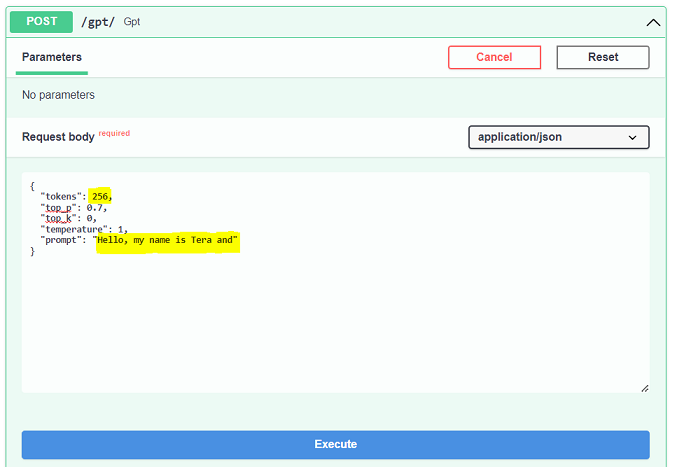 POST /gpt/ Gpt
Parameters
Cancel
Reset
No parameters
Request body required
application/json
{
"tokens": 256,
"top_p": 0.7,
"top_k": 0,
"temperature": 1,
"prompt": "Hello, my name is Tera and"
}
Execute